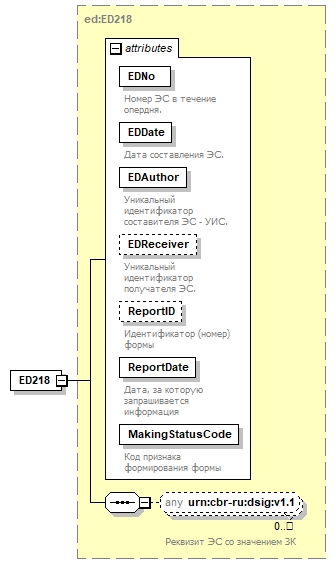 ed:ED218
attributes
EDNo
Номер ЭС в течение
опердня.
EDDate
Дата составления ЭС.
EDAuthor
Уникальный
идентификатор
составителя ЭС - УИС.
EDReceiver
Уникальный
идентификатор
получателя ЭС.
ReportID
Идентификатор (номер)
формы
ReportDate
Дата, за которую
запрашивается
информация
MakingStatusCode
Код признака
формирования формы
ED218
any urn:cbr-ru:dsig:v1.1
0..□
Реквизит ЭС со значением ЗК